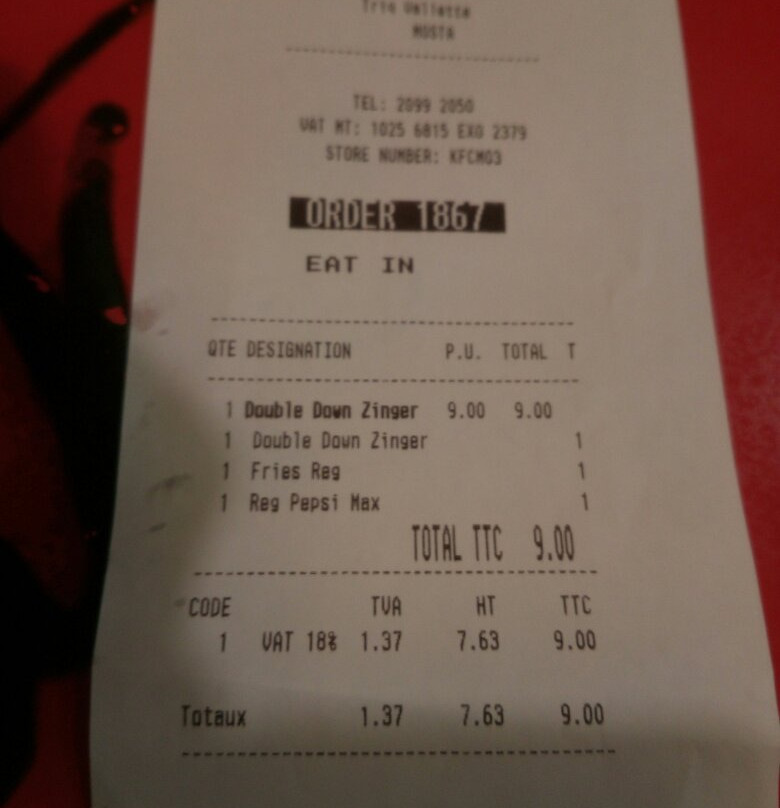 Triq Valletta
MOSTA
TEL: 2099 2050
VAT MT: 1025 6815 EXO 2379
STORE NUMBER: KFCM03
ORDER 1867
EAT IN
QTE DESIGNATION P.U. TOTAL T
1 Double Down Zinger 9.00 9.00
1 Double Down Zinger 1
1 Fries Reg 1
1 Reg Pepsi Max 1
TOTAL TTC 9.00
CODE TVA HT TTC
1 VAT 18% 1.37 7.63 9.00
Totaux 1.37 7.63 9.00